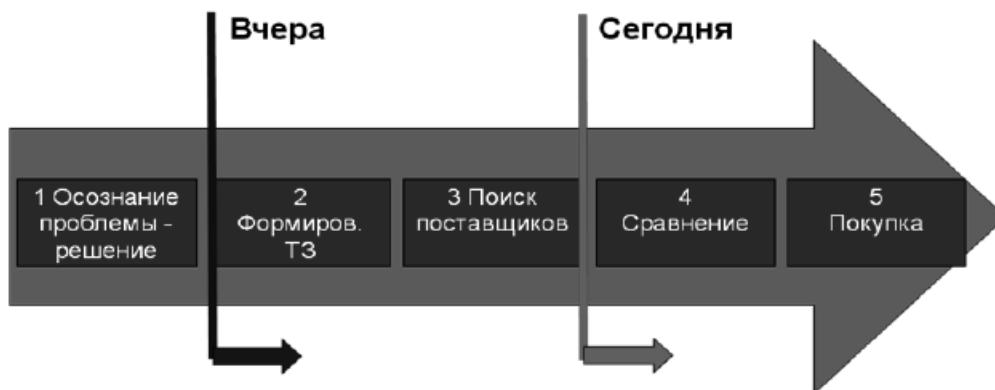 Вчера
Сегодня
1 Осознание
проблемы -
решение
2
Формиров.
ТЗ
3 Поиск
поставщиков
4
Сравнение
5
Покупка